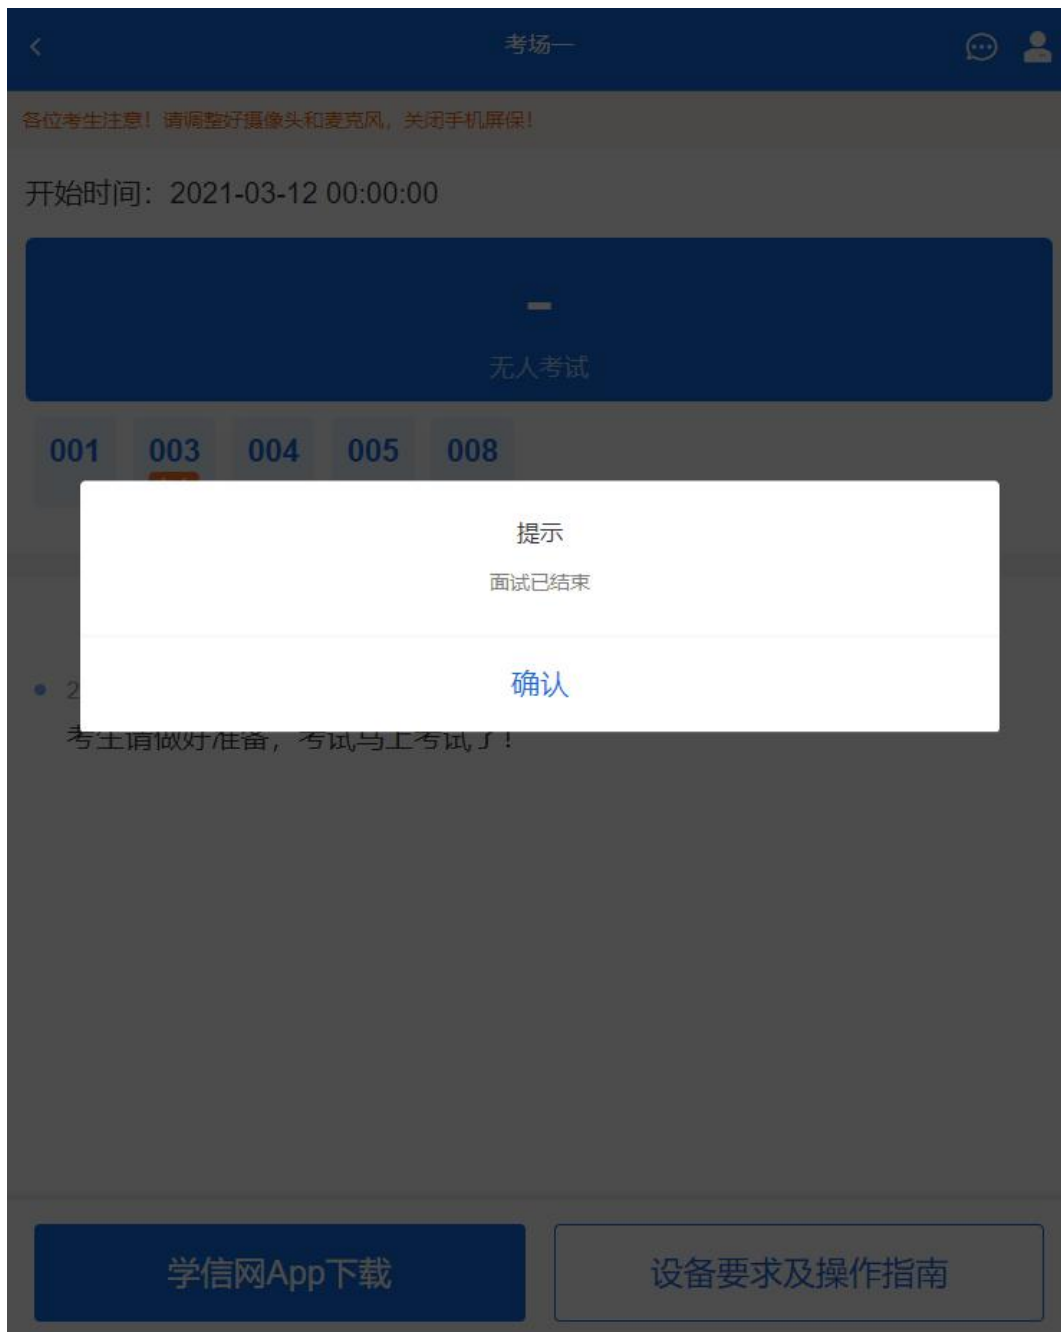 考场一
各位考生注意！请调整好摄像头和麦克风，关闭手机屏保！
开始时间：2021-03-12 00:00:00
-
无人考试
001 003 004 005 008
提示
面试已结束
确认
2
考生请做好准备，考试马上考试了！
学信网App下载
设备要求及操作指南